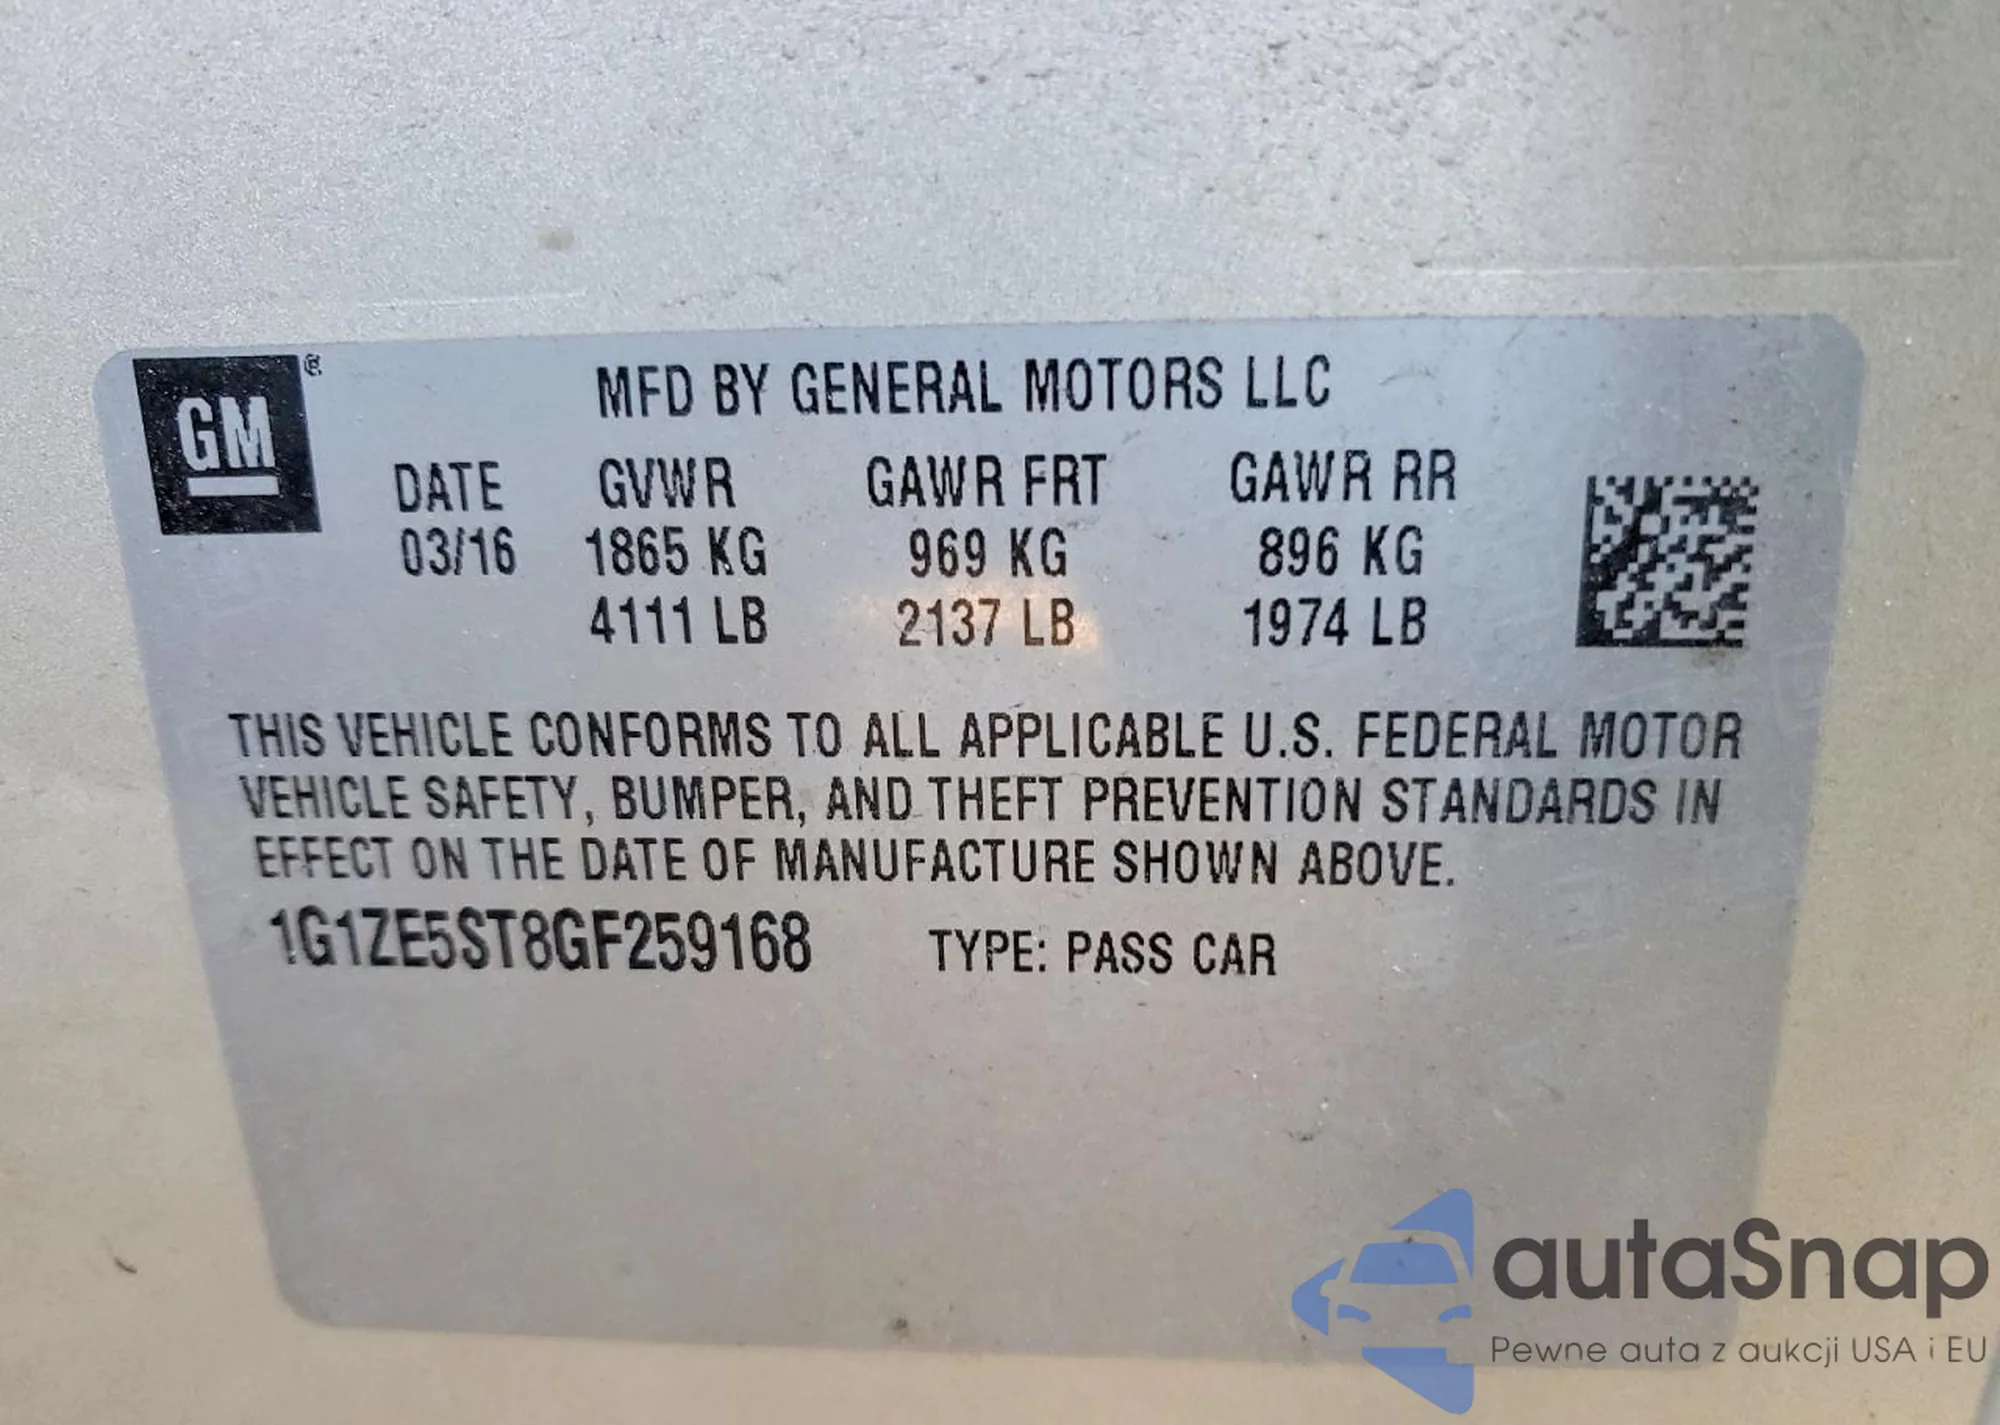 GM ®
MFD BY GENERAL MOTORS LLC
DATE GVWR GAWR FRT GAWR RR
03/16 1865 KG 969 KG 896 KG
4111 LB 2137 LB 1974 LB
THIS VEHICLE CONFORMS TO ALL APPLICABLE U.S. FEDERAL MOTOR
VEHICLE SAFETY, BUMPER, AND THEFT PREVENTION STANDARDS IN
EFFECT ON THE DATE OF MANUFACTURE SHOWN ABOVE.
1G1ZE5ST8GF259168 TYPE: PASS CAR
autaSnap
Pewne auta z aukcji USA i EU